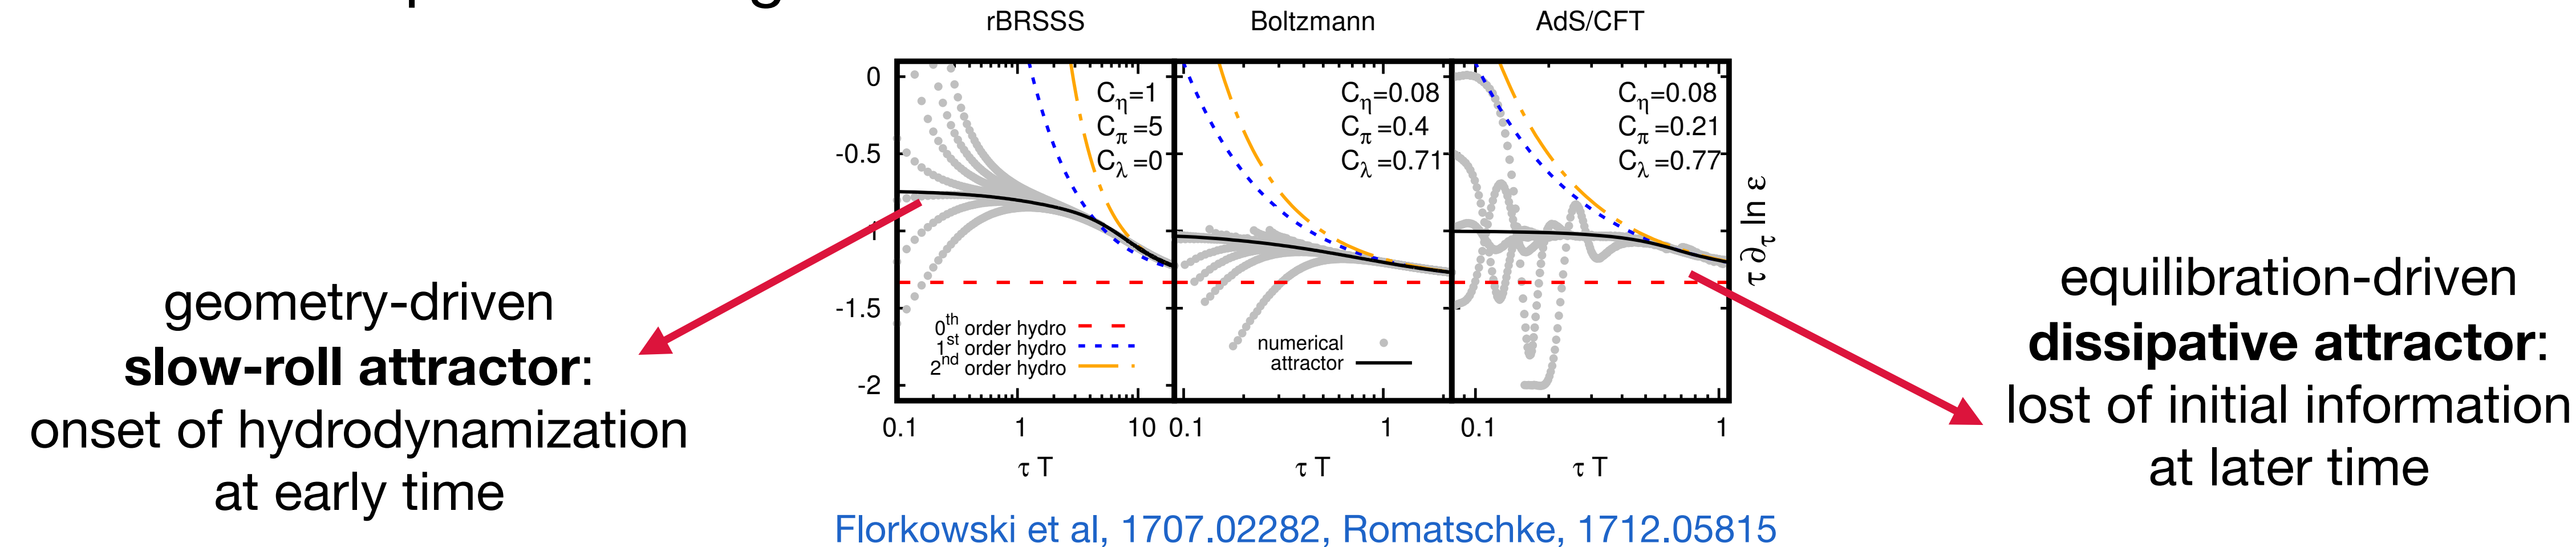 rBRSSS
Boltzmann
AdS/CFT
0
-0.5
-1.5
-2
Cη=1
Cπ=5
Cλ=0
Cη=0.08
Cπ=0.4
Cλ=0.71
Cη=0.08
Cπ=0.21
Cλ=0.77
0th order hydro
1st order hydro
2nd order hydro
numerical
attractor
τ ∂τ ln ε
0.1
1
10
0.1
1
0.1
1
τ T
τ T
τ T
geometry-driven
slow-roll attractor:
onset of hydrodynamization
at early time
equilibration-driven
dissipative attractor:
lost of initial information
at later time
Florkowski et al, 1707.02282, Romatschke, 1712.05815